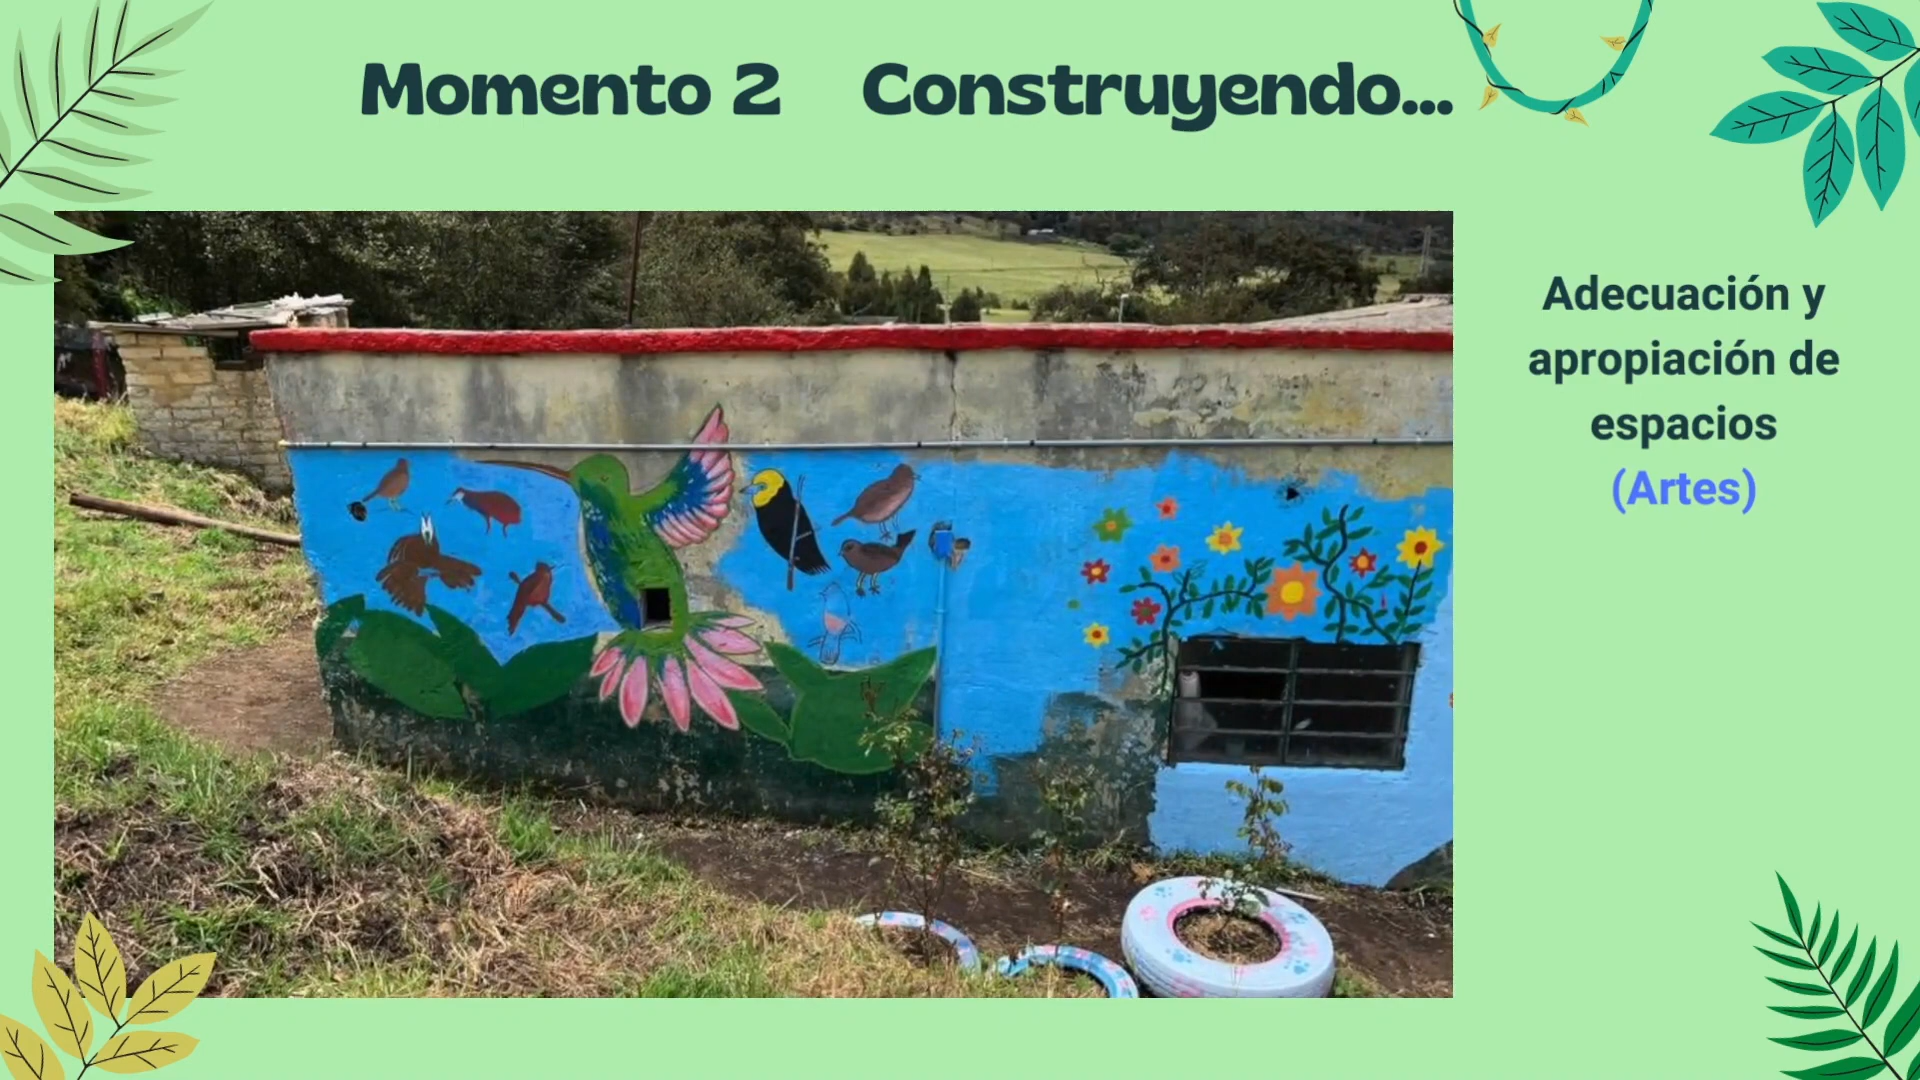 Momento 2 Construyendo...
Adecuación y
apropiación de
espacios
(Artes)